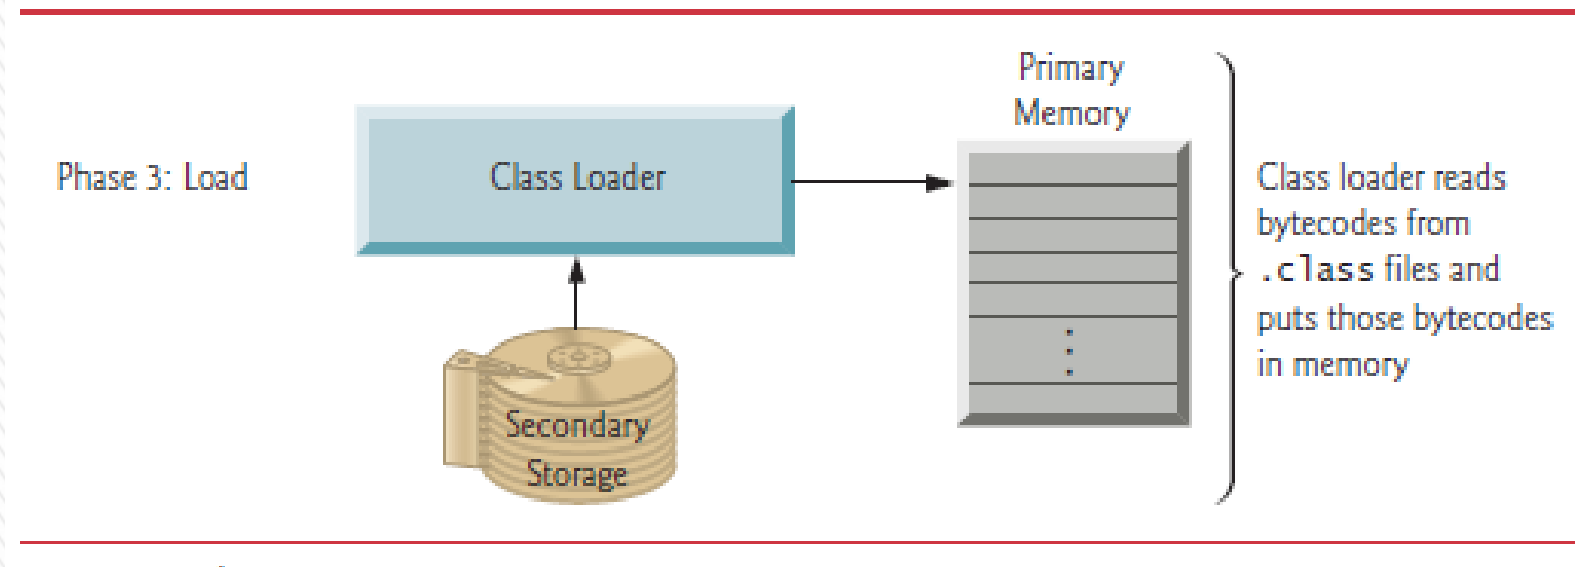 Phase 3: Load
Class Loader
Secondary
Storage
Primary
Memory
Class loader reads
bytecodes from
.class files and
puts those bytecodes
in memory